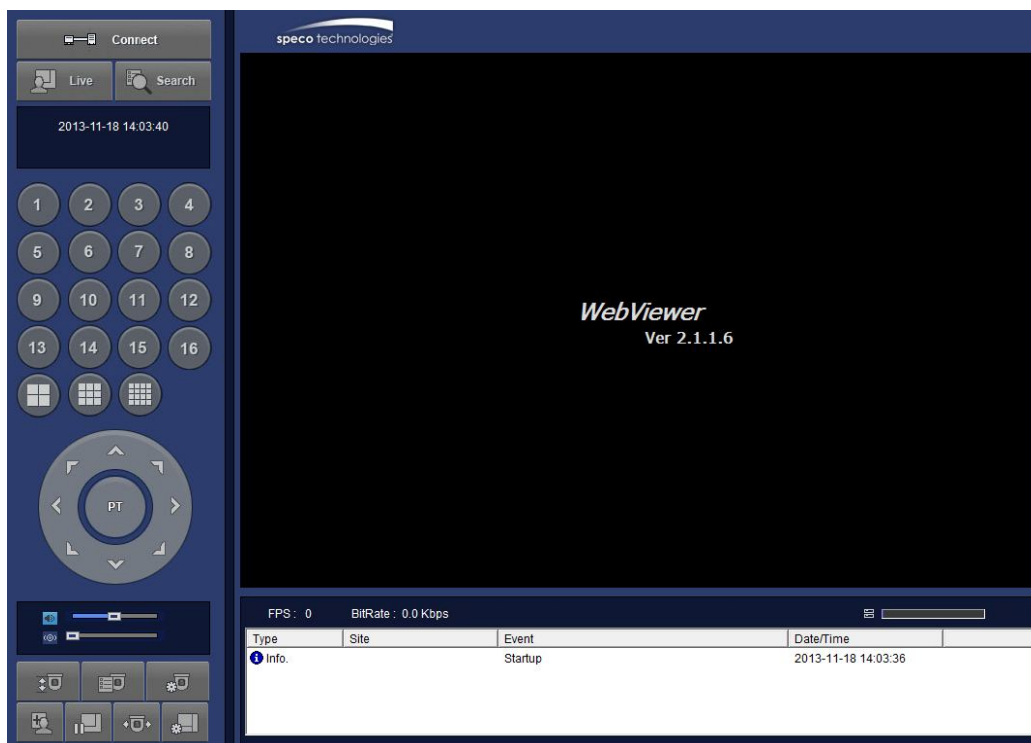 Connect
speco technologies
Live
Search
2013-11-18 14:03:40
1
2
3
4
5
6
7
8
9
10
11
12
13
14
15
16
PT
WebViewer
Ver 2.1.1.6
FPS : 0 BitRate : 0.0 Kbps
Type Site Event Date/Time
Info. Startup 2013-11-18 14:03:36